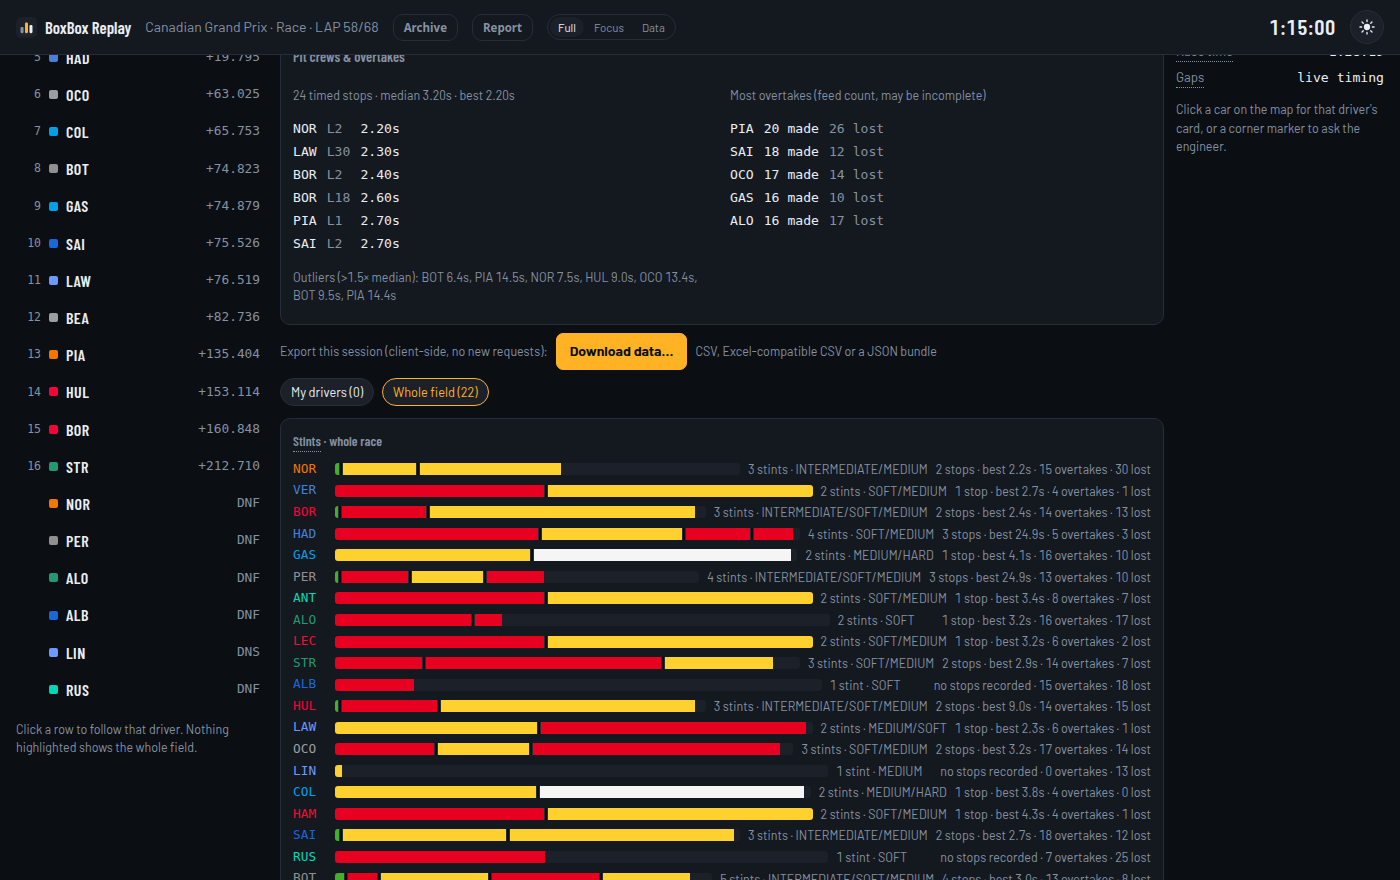 BoxBox Replay Canadian Grand Prix · Race · LAP 58/68 Archive Report Full Focus Data 1:15:00
5 HAD +19.795
6 OCO +63.025
7 COL +65.753
8 BOT +74.823
9 GAS +74.879
10 SAI +75.526
11 LAW +76.519
12 BEA +82.736
13 PIA +135.404
14 HUL +153.114
15 BOR +160.848
16 STR +212.710
NOR DNF
PER DNF
ALO DNF
ALB DNF
LIN DNS
RUS DNF
Click a row to follow that driver. Nothing
highlighted shows the whole field.
Pit crews & overtakes
24 timed stops · median 3.20s · best 2.20s
NOR L2 2.20s
LAW L30 2.30s
BOR L2 2.40s
BOR L18 2.60s
PIA L1 2.70s
SAI L2 2.70s
Outliers (>1.5× median): BOT 6.4s, PIA 14.5s, NOR 7.5s, HUL 9.0s, OCO 13.4s,
BOT 9.5s, PIA 14.4s
Most overtakes (feed count, may be incomplete)
PIA 20 made 26 lost
SAI 18 made 12 lost
OCO 17 made 14 lost
GAS 16 made 10 lost
ALO 16 made 17 lost
Export this session (client-side, no new requests): Download data... CSV, Excel-compatible CSV or a JSON bundle
My drivers (0) Whole field (22)
Stints · whole race
NOR 3 stints · INTERMEDIATE/MEDIUM 2 stops · best 2.2s · 15 overtakes · 30 lost
VER 2 stints · SOFT/MEDIUM 1 stop · best 2.7s · 4 overtakes · 1 lost
BOR 3 stints · INTERMEDIATE/SOFT/MEDIUM 2 stops · best 2.4s · 14 overtakes · 13 lost
HAD 4 stints · SOFT/MEDIUM 3 stops · best 24.9s · 5 overtakes · 3 lost
GAS 2 stints · MEDIUM/HARD 1 stop · best 4.1s · 16 overtakes · 10 lost
PER 4 stints · INTERMEDIATE/SOFT/MEDIUM 3 stops · best 24.9s · 13 overtakes · 10 lost
ANT 2 stints · SOFT/MEDIUM 1 stop · best 3.4s · 8 overtakes · 7 lost
ALO 2 stints · SOFT 1 stop · best 3.2s · 16 overtakes · 17 lost
LEC 2 stints · SOFT/MEDIUM 1 stop · best 3.2s · 6 overtakes · 2 lost
STR 3 stints · SOFT/MEDIUM 2 stops · best 2.9s · 14 overtakes · 7 lost
ALB 1 stint · SOFT no stops recorded · 15 overtakes · 18 lost
HUL 3 stints · INTERMEDIATE/SOFT/MEDIUM 2 stops · best 9.0s · 14 overtakes · 15 lost
LAW 2 stints · MEDIUM/SOFT 1 stop · best 2.3s · 6 overtakes · 1 lost
OCO 3 stints · SOFT/MEDIUM 2 stops · best 3.2s · 17 overtakes · 14 lost
LIN 1 stint · MEDIUM no stops recorded · 0 overtakes · 13 lost
COL 2 stints · MEDIUM/HARD 1 stop · best 3.8s · 4 overtakes · 0 lost
HAM 2 stints · SOFT/MEDIUM 1 stop · best 4.3s · 4 overtakes · 1 lost
SAI 3 stints · INTERMEDIATE/MEDIUM 2 stops · best 2.7s · 18 overtakes · 12 lost
RUS 1 stint · SOFT no stops recorded · 7 overtakes · 25 lost
BOT 5 stints · INTERMEDIATE/SOFT/MEDIUM 4 stops · best 3.0s · 13 overtakes · 8 lost
Gaps live timing
Click a car on the map for that driver's
card, or a corner marker to ask the
engineer.